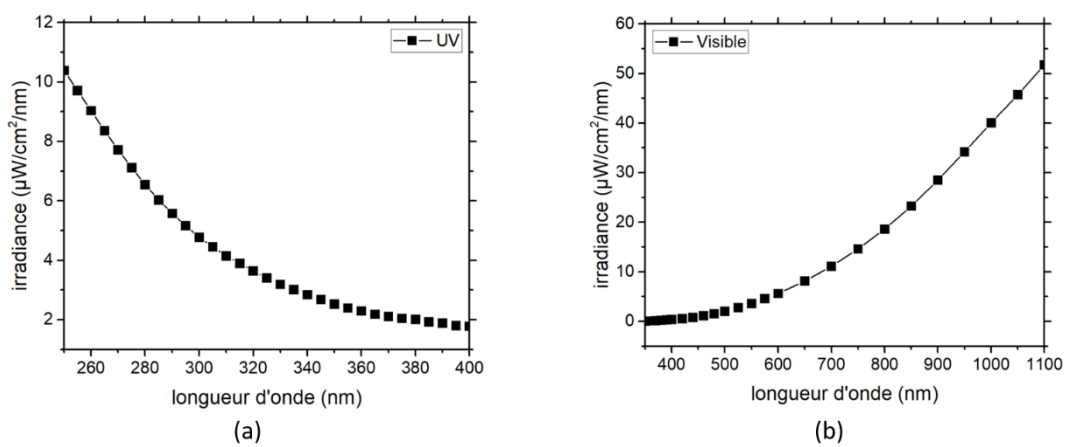 UV
12
10
8
6
4
2
irradiance (µW/cm²/nm)
260 280 300 320 340 360 380 400
longueur d'onde (nm)
(a)
Visible
60
50
40
30
20
10
0
irradiance (µW/cm²/nm)
400 500 600 700 800 900 1000 1100
longueur d'onde (nm)
(b)